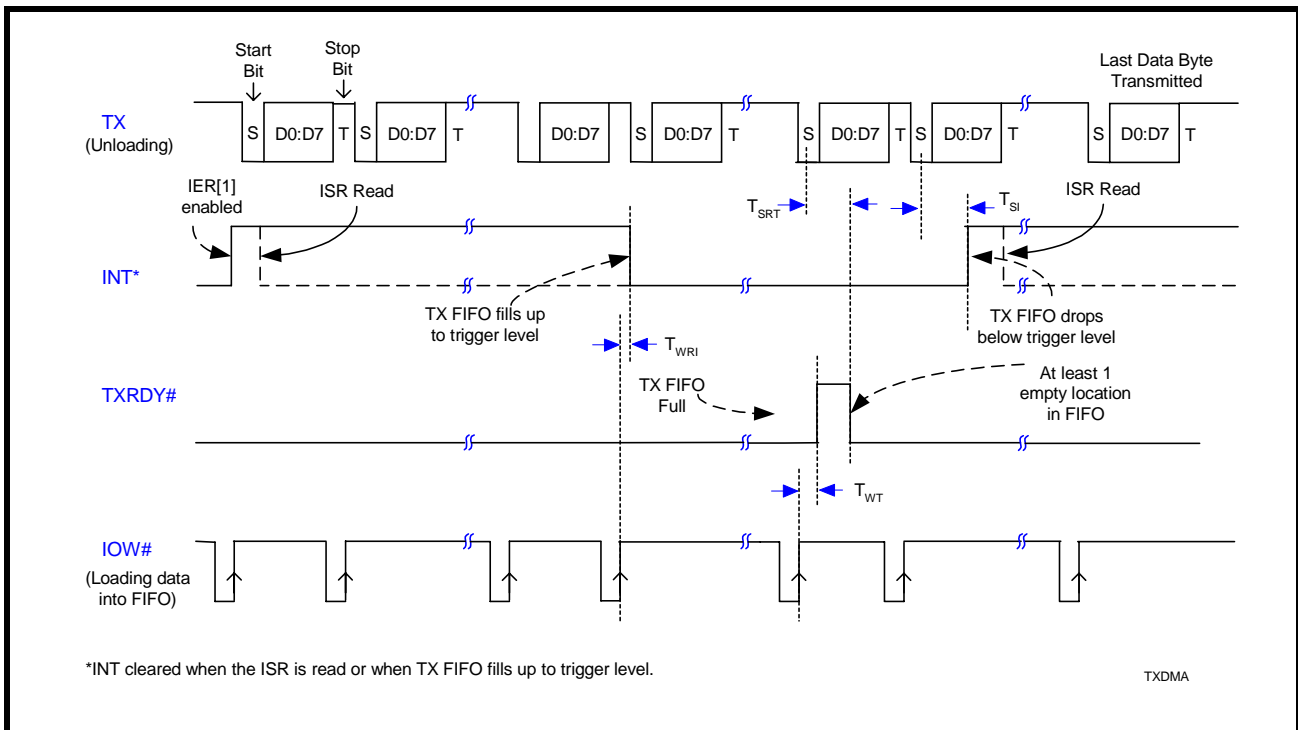 Start
Bit
Stop
Bit
Last Data Byte
Transmitted
TX
(Unloading)
S D0:D7 T S D0:D7 T D0:D7 S D0:D7 T S D0:D7 T S D0:D7 T S D0:D7 T
IER[1]
enabled
ISR Read
TSRT
TSI
ISR Read
INT*
TX FIFO fills up
to trigger level
TX FIFO drops
below trigger level
TWRI
TXRDY#
TX FIFO
Full
At least 1
empty location
in FIFO
TWT
IOW#
(Loading data
into FIFO)
*INT cleared when the ISR is read or when TX FIFO fills up to trigger level.
TXDMA